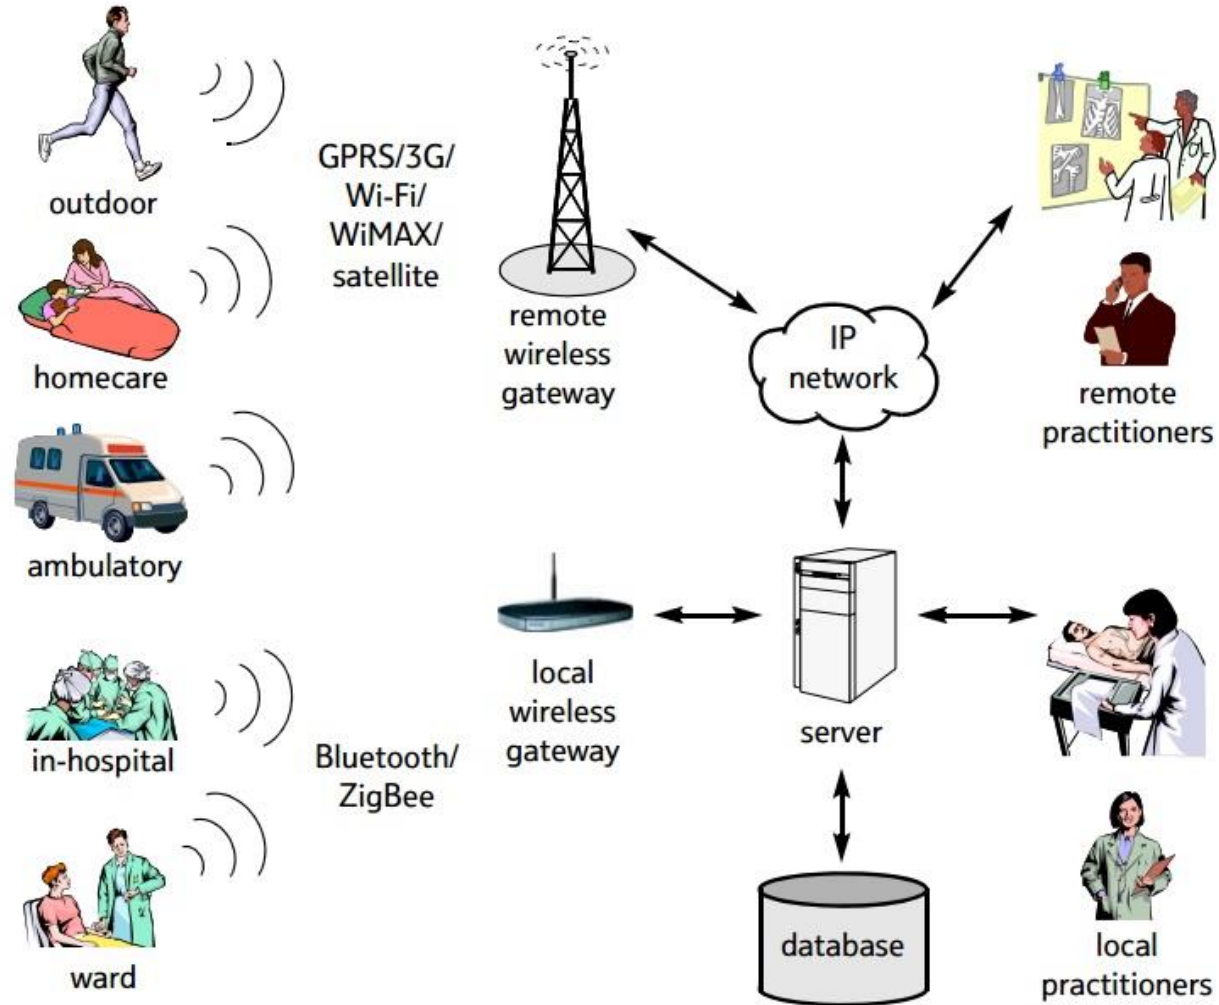 outdoor
GPRS/3G/
Wi-Fi/
WiMAX/
satellite
homecare
remote
wireless
gateway
IP
network
remote
practitioners
ambulatory
local
wireless
gateway
server
in-hospital
Bluetooth/
ZigBee
ward
database
local
practitioners